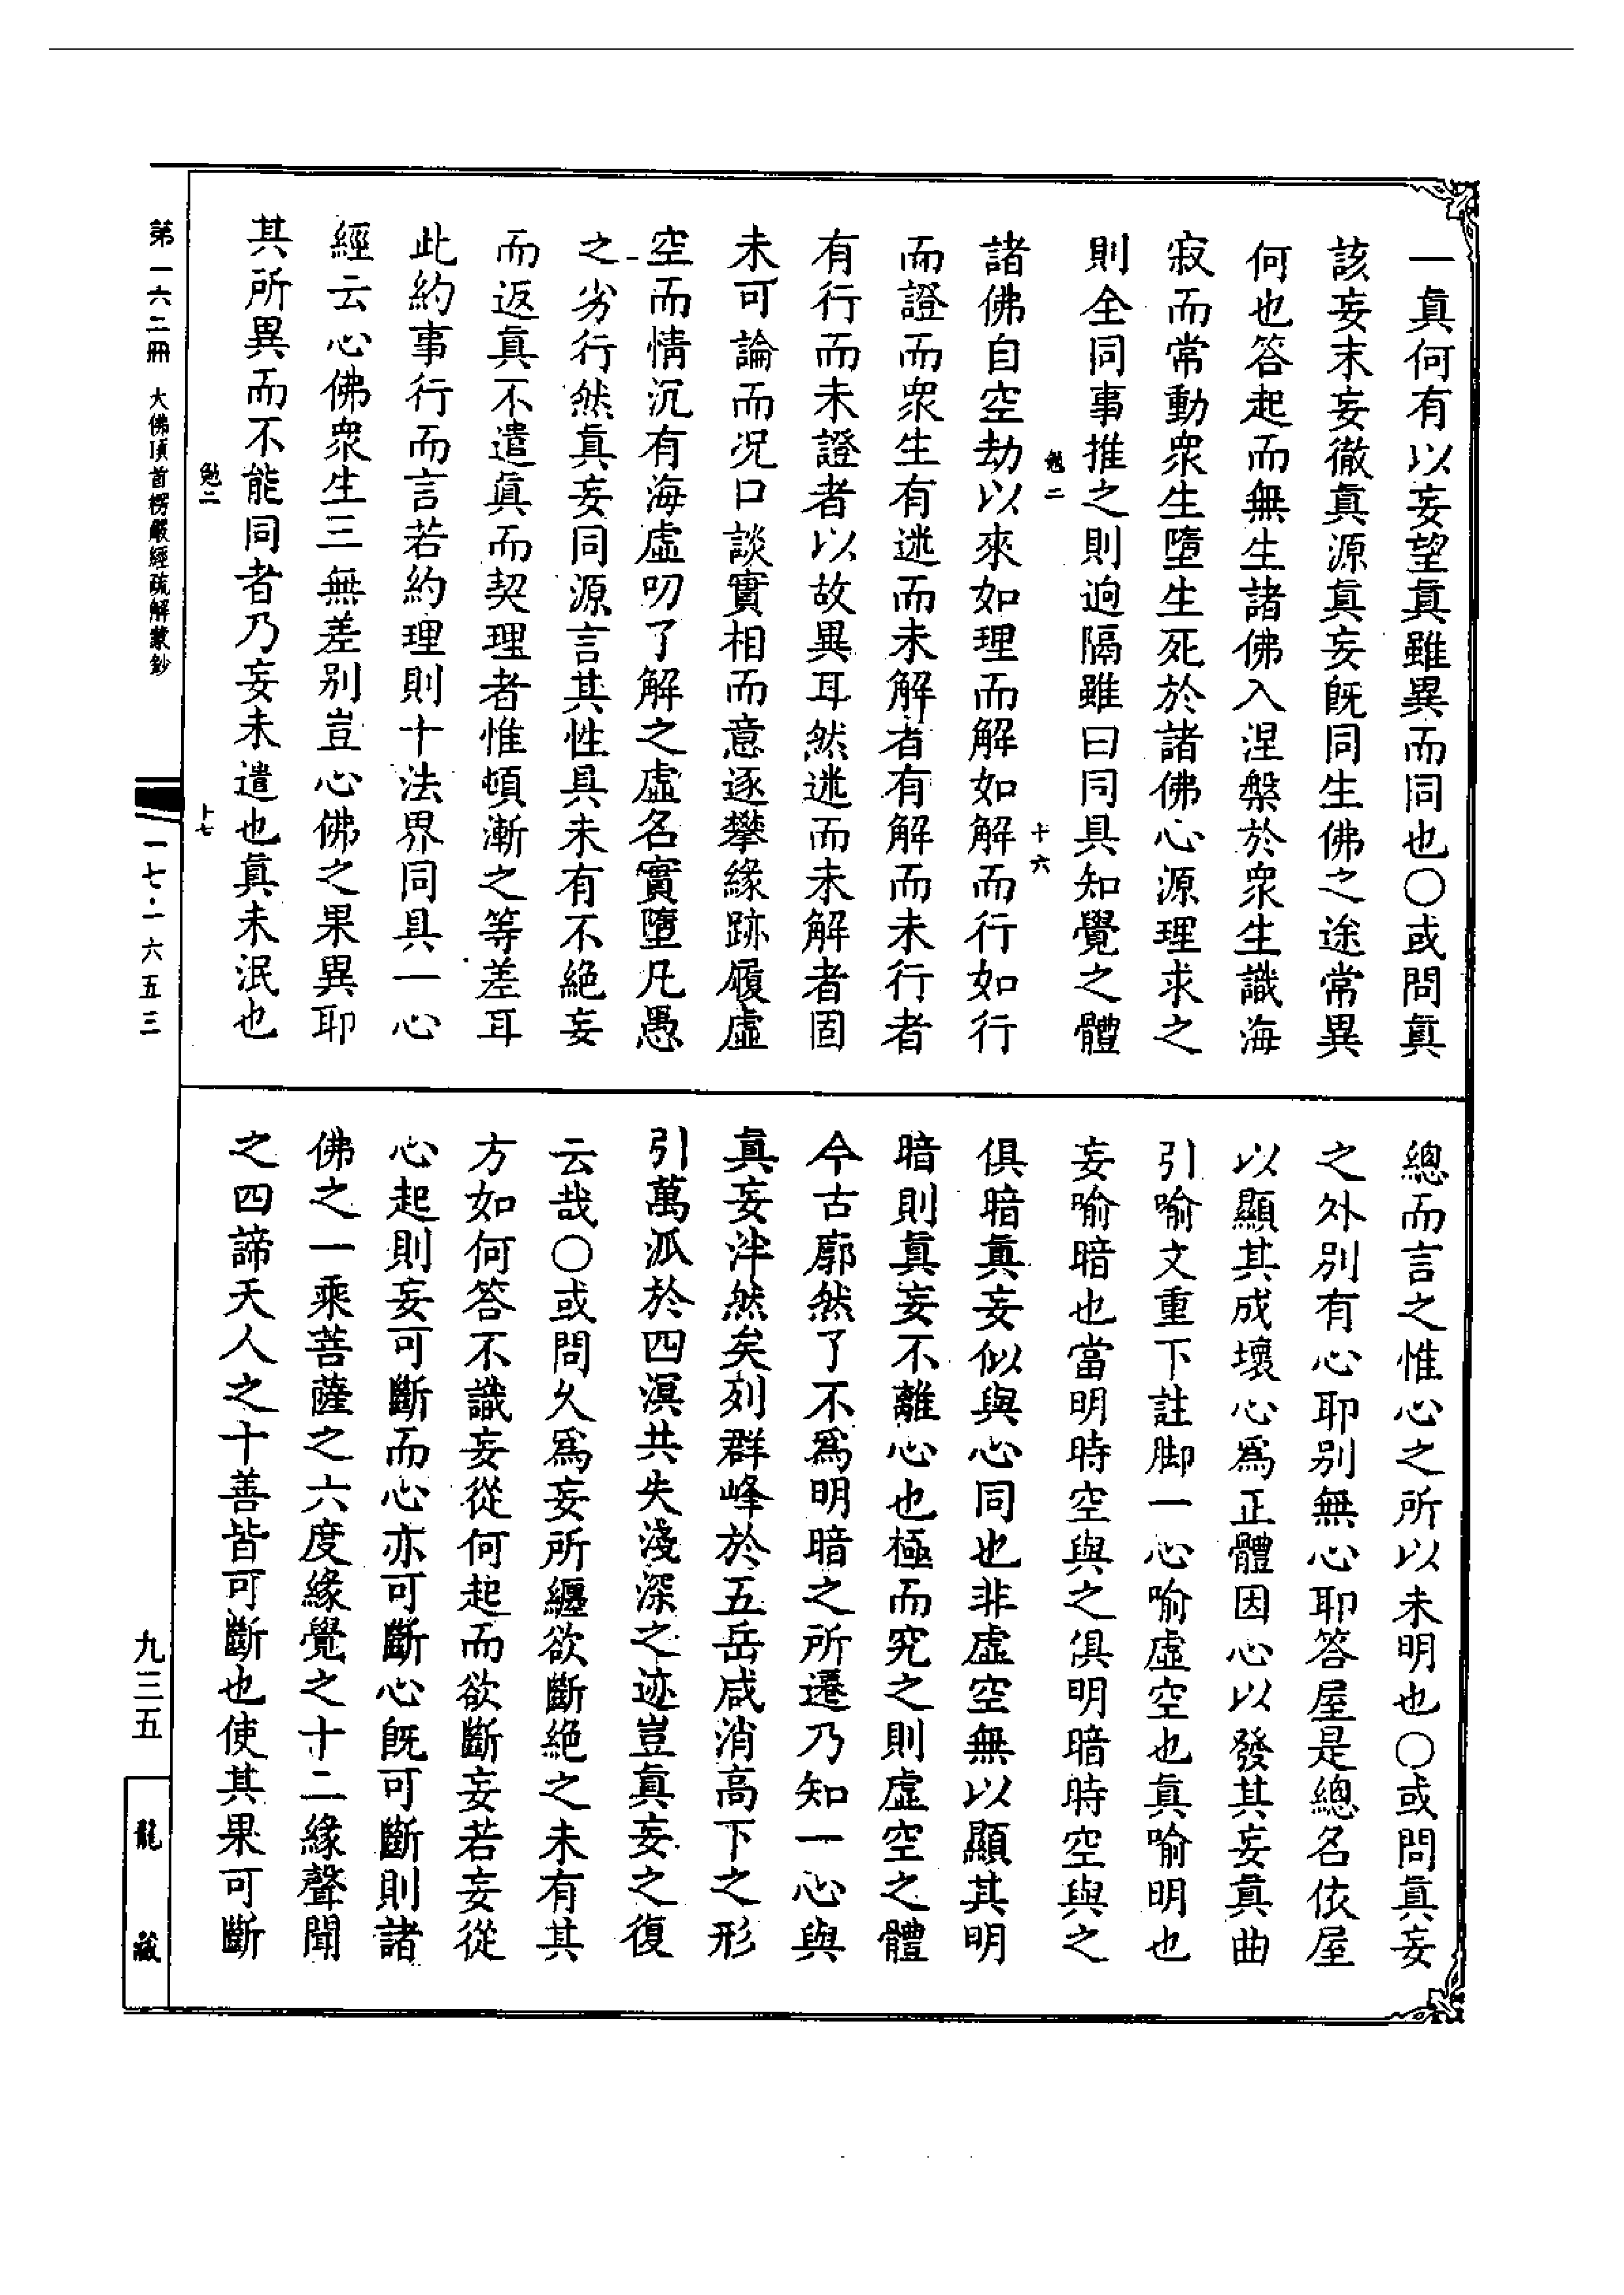 一真何有以妄望真雖異而同也○或問真
該妄末妄徹真源真妄旣同生佛之途常異
何也答起而無生諸佛入涅槃於衆生識海
寂而常動衆生墮生死於諸佛心源理求之
則全同事推之則逈隔雖曰同具知覺之體
勉二
十六
諸佛自空劫以來如理而解如解而行如行
而證而衆生有迷而未解者有解而未行者
有行而未證者以故異耳然迷而未解者固
未可論而况口談實相而意逐攀緣跡履虛
空而情沉有海虛叨了解之虛名實墮凡愚
之劣行然真妄同源言其性具未有不絕妄
而返真不遣真而契理者惟頓漸之等差耳
此約事行而言若約理則十法界同具一心
經云心佛衆生三無差别豈心佛之果異耶
其所異而不能同者乃妄未遣也真未泯也
勉二
十七
總而言之惟心之所以未明也○或問真妄
之外别有心耶别無心耶答屋是總名依屋
以顯其成壞心爲正體因心以發其妄真曲
引喻文重下註脚一心喻虛空也真喻明也
妄喻暗也當明時空與之俱明暗時空與之
俱暗真妄似與心同也非虛空無以顯其明
暗則真妄不離心也極而究之則虛空之體
今古廓然了不爲明暗之所遷乃知一心與
真妄泮然矣列群峰於五岳咸消高下之形
引萬派於四溟共失淺深之迹豈真妄之復
云哉○或問久爲妄所纏欲斷絕之未有其
方如何答不識妄從何起而欲斷妄若妄從
心起則妄可斷而心亦可斷心旣可斷則諸
佛之一乘菩薩之六度緣覺之十二緣聲聞
之四諦天人之十善皆可斷也使其果可斷
第一六二冊 大佛頂首楞嚴經疏解蒙鈔
一七·一六五三
九三五
龍藏